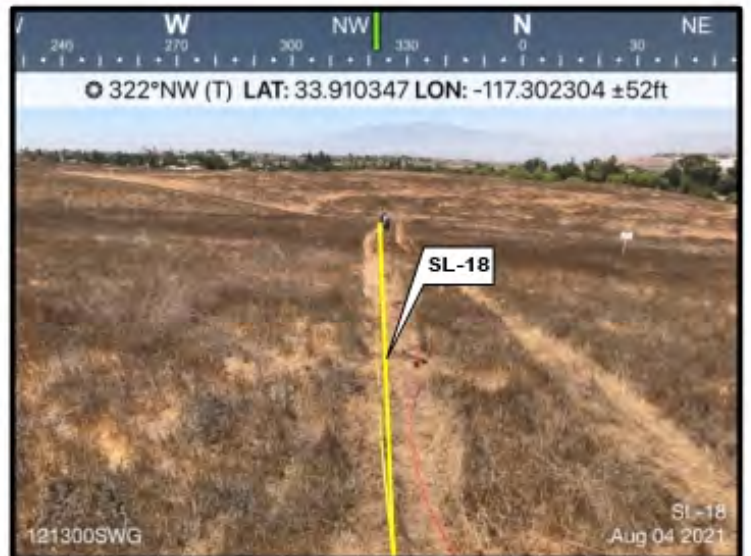 W NW N NE
240 270 300 330 0 30
322°NW (T) LAT: 33.910347 LON: -117.302304 ±52ft
SL-18
SL-18
121300SWG Aug 04 2021